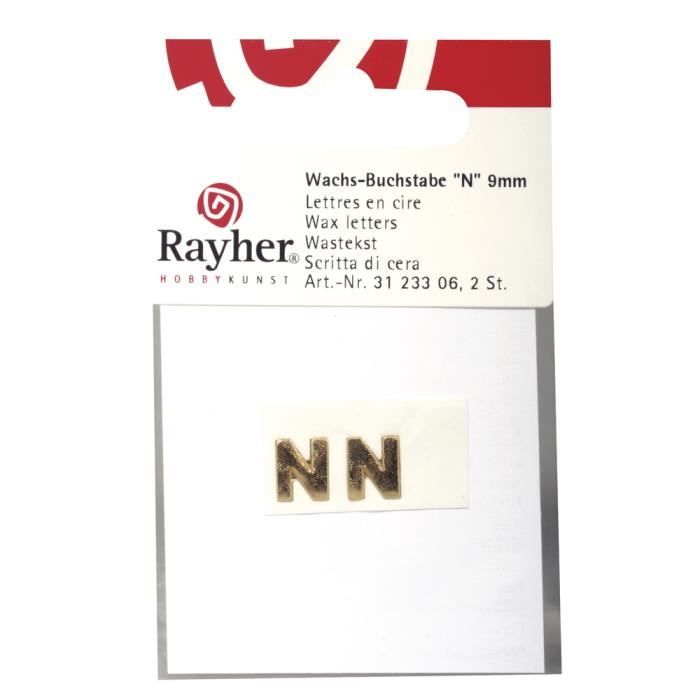 Wachs-Buchstabe "N" 9mm
Lettres en cire
Wax letters
Wastekst
Scritta di cera
Art.-Nr. 31 233 06, 2 St.
Rayher®
HOBBYKUNST
N N